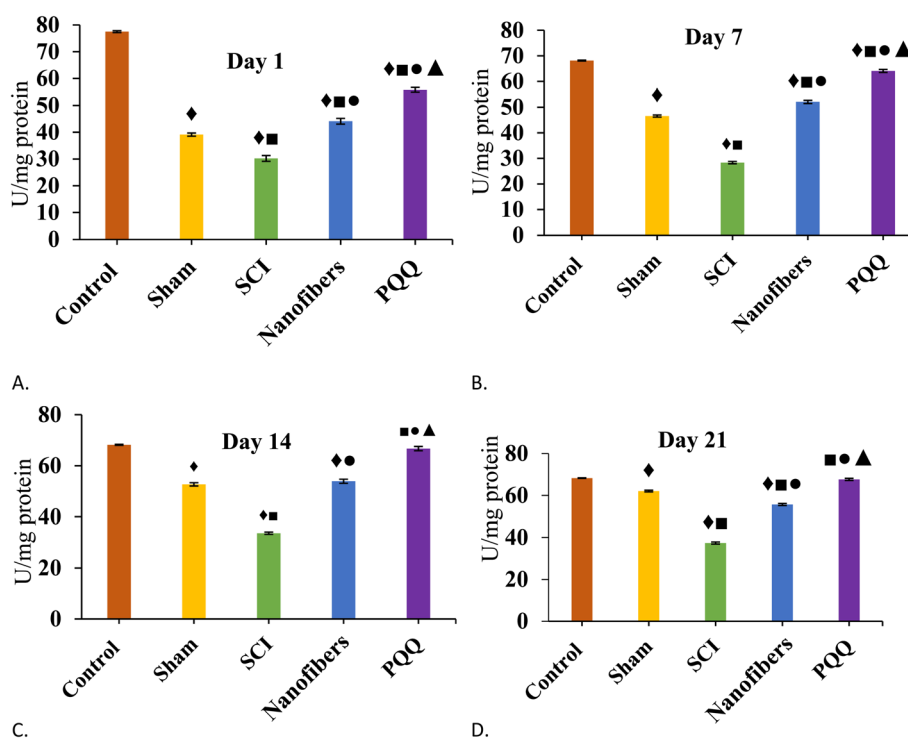 80
70
60
50
40
30
20
10
0
U/mg protein
Day 1
♦
♦■
♦■●
♦■● ▲
Control
Sham
SCI
Nanofibers
PQQ
A.
80
70
60
50
40
30
20
10
0
U/mg protein
Day 7
♦
♦■
♦■●
♦■● ▲
Control
Sham
SCI
Nanofibers
PQQ
B.
80
60
40
20
0
U/mg protein
Day 14
♦
♦■
♦●
■● ▲
Control
Sham
SCI
Nanofibers
PQQ
C.
80
60
40
20
0
U/mg protein
Day 21
♦
♦■
♦■●
■●▲
Control
Sham
SCI
Nanofibers
PQQ
D.